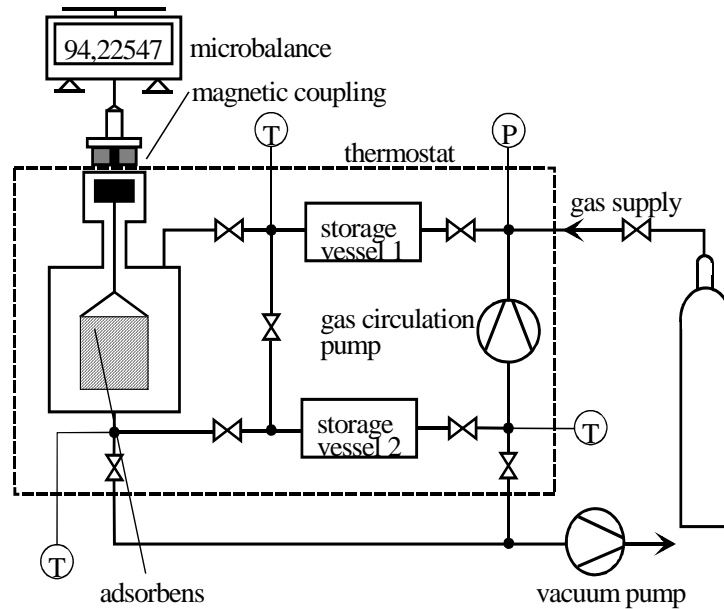 94,22547
microbalance
magnetic coupling
T
P
thermostat
gas supply
storage
vessel 1
gas circulation
pump
storage
vessel 2
T
T
adsorbens
vacuum pump